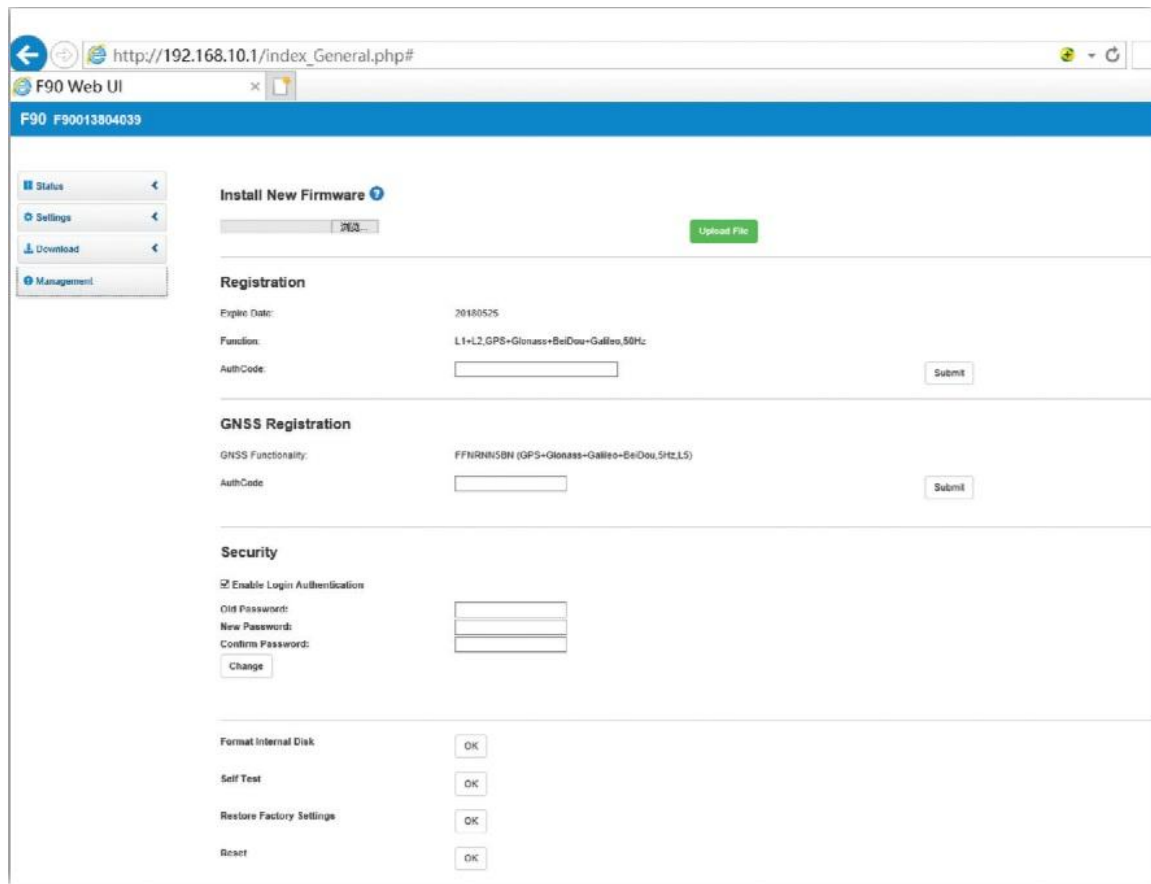 http://192.168.10.1/index_General.php#
F90 Web UI
F90 F90013804039
Status
Settings
Download
Management
Install New Firmware
浏览...
Upload File
Registration
Expire Date: 20180525
Function: L1+L2,GPS+Glonass+BeiDou+Galileo,50Hz
AuthCode: Submit
GNSS Registration
GNSS Functionality: FFNRNNSBN (GPS+Glonass+Galileo+BeiDou,5Hz,L5)
AuthCode Submit
Security
Enable Login Authentication
Old Password:
New Password:
Confirm Password:
Change
Format Internal Disk OK
Self Test OK
Restore Factory Settings OK
Reset OK